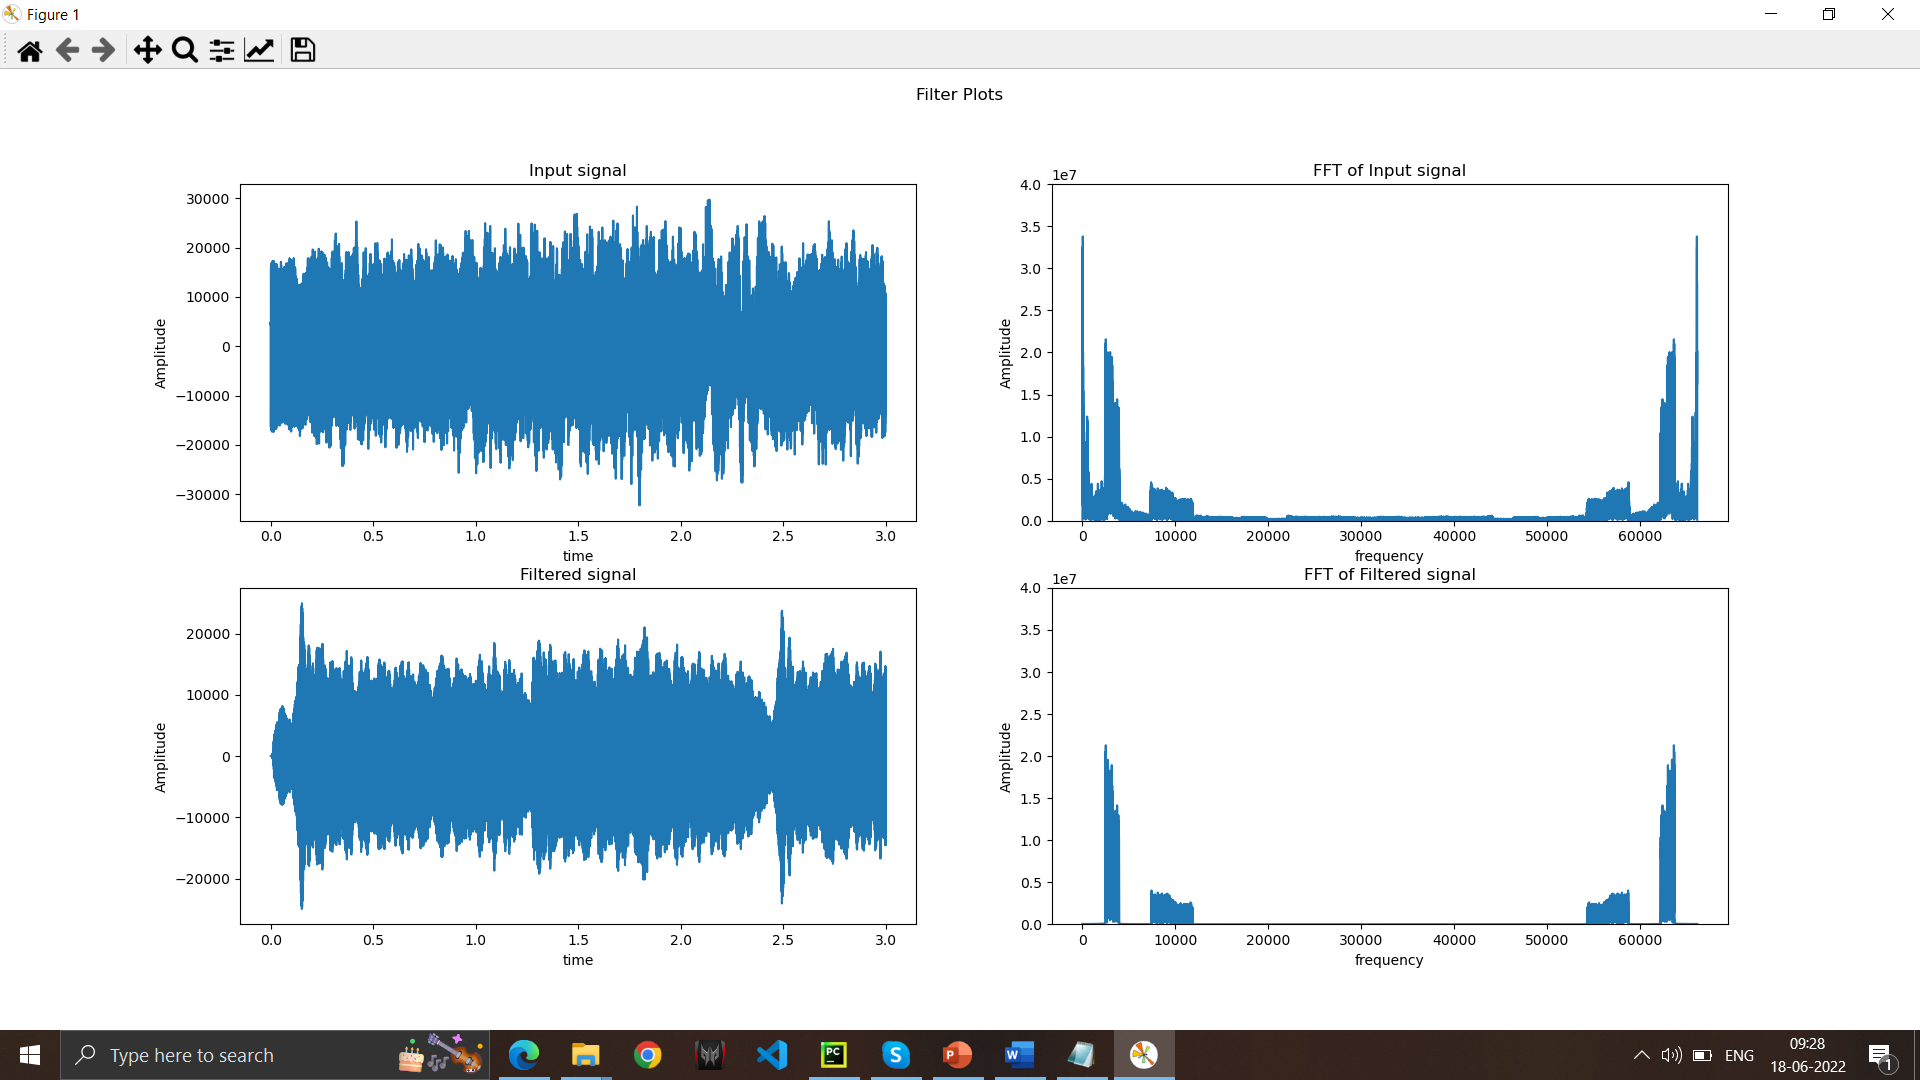 Figure 1
Filter Plots
Input signal
30000
20000
10000
0
−10000
−20000
−30000
Amplitude
0.0 0.5 1.0 1.5 2.0 2.5 3.0
time
FFT of Input signal
1e7
4.0
3.5
3.0
2.5
2.0
1.5
1.0
0.5
0.0
Amplitude
0 10000 20000 30000 40000 50000 60000
frequency
Filtered signal
20000
10000
0
−10000
−20000
Amplitude
0.0 0.5 1.0 1.5 2.0 2.5 3.0
time
FFT of Filtered signal
1e7
4.0
3.5
3.0
2.5
2.0
1.5
1.0
0.5
0.0
Amplitude
0 10000 20000 30000 40000 50000 60000
frequency
Type here to search
PC
S
P
W
ENG
09:28
18-06-2022
1